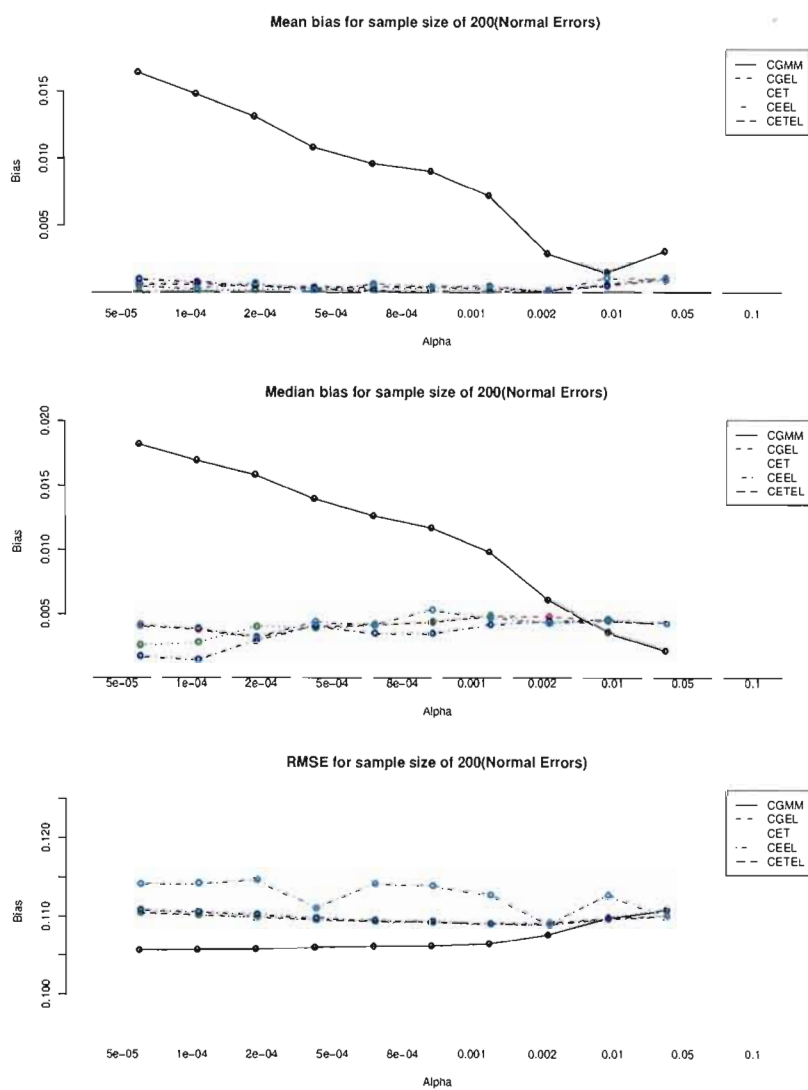 Mean bias for sample size of 200(Normal Errors)
CGMM
CGEL
CET
CEEL
CETEL
0.015
0.010
0.005
Bias
5e-05 1e-04 2e-04 5e-04 8e-04 0.001 0.002 0.01 0.05 0.1
Alpha
Median bias for sample size of 200(Normal Errors)
CGMM
CGEL
CET
CEEL
CETEL
0.020
0.015
0.010
0.005
Bias
5e-05 1e-04 2e-04 5e-04 8e-04 0.001 0.002 0.01 0.05 0.1
Alpha
RMSE for sample size of 200(Normal Errors)
CGMM
CGEL
CET
CEEL
CETEL
0.120
0.110
0.100
Bias
5e-05 1e-04 2e-04 5e-04 8e-04 0.001 0.002 0.01 0.05 0.1
Alpha